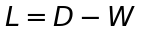 L = D − W